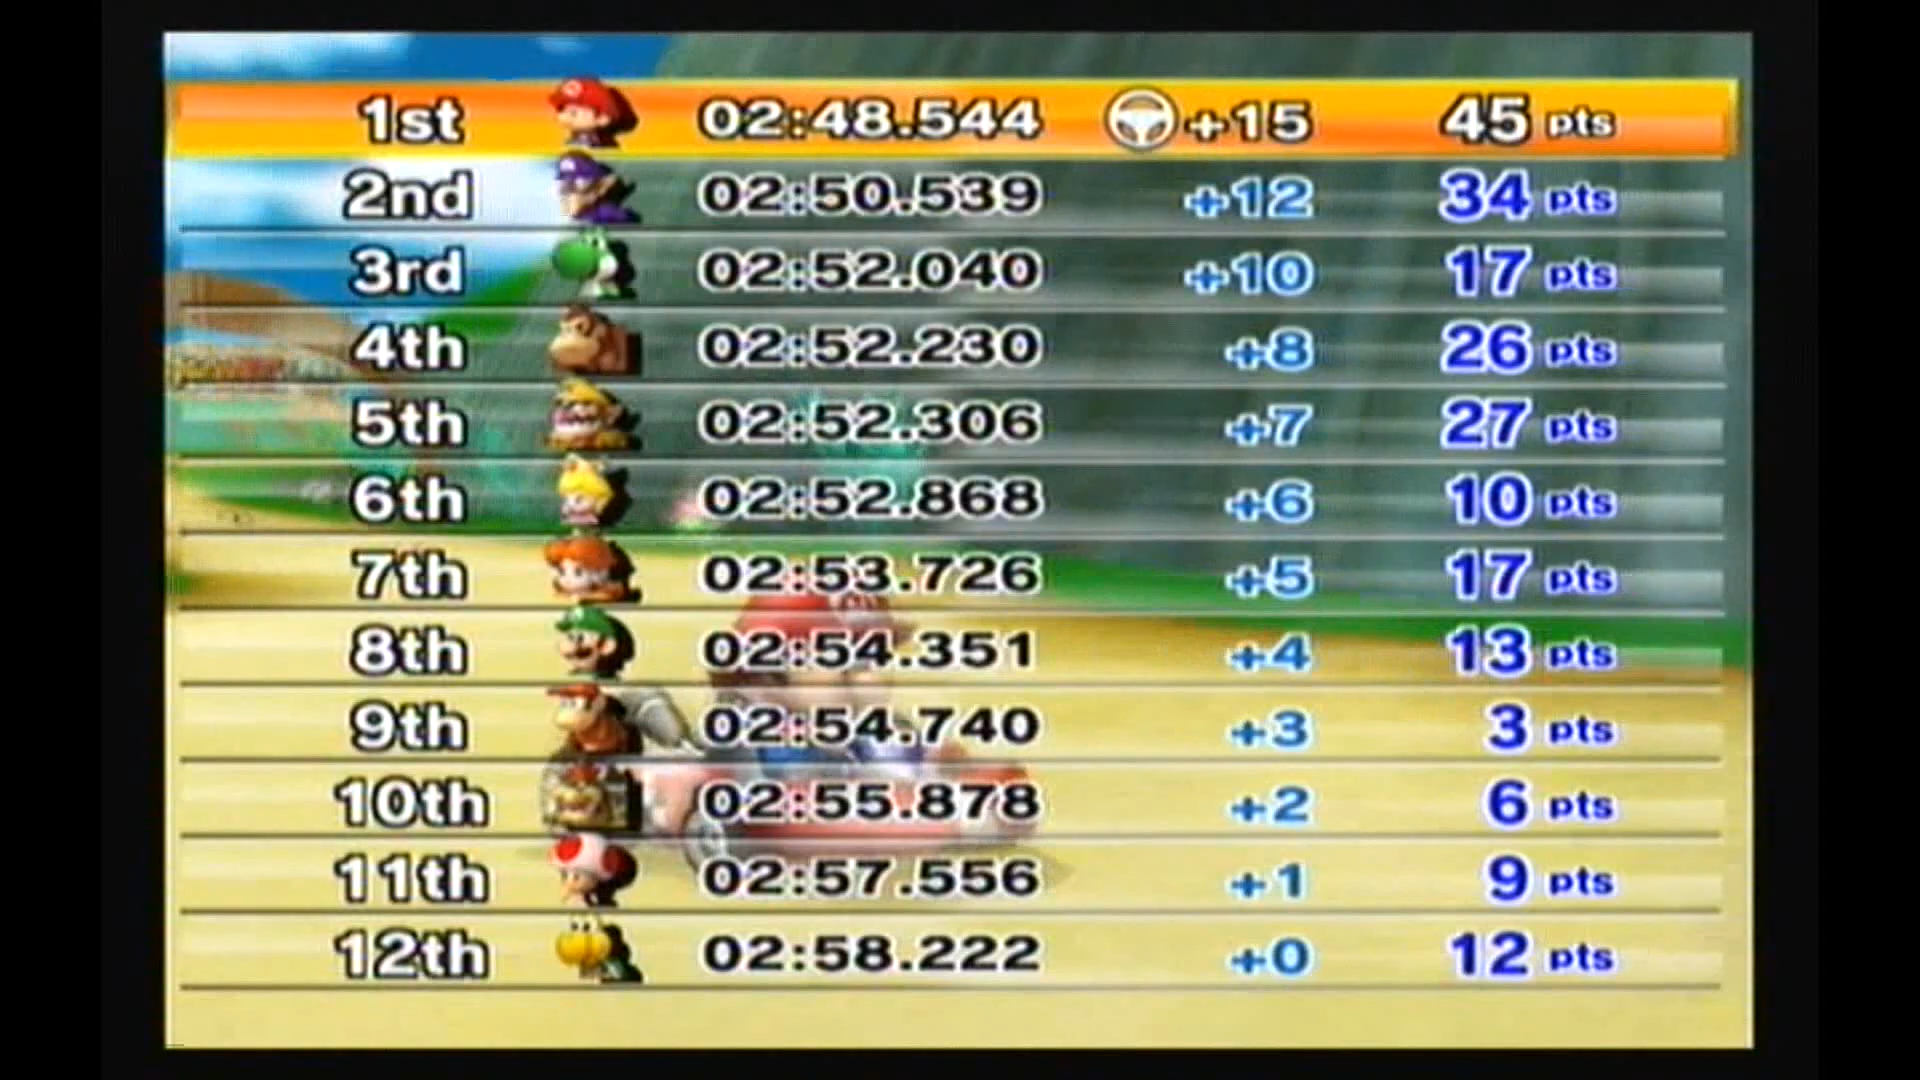 1st 02:48.544 +15 45 pts
2nd 02:50.539 +12 34 pts
3rd 02:52.040 +10 17 pts
4th 02:52.230 +8 26 pts
5th 02:52.306 +7 27 pts
6th 02:52.868 +6 10 pts
7th 02:53.726 +5 17 pts
8th 02:54.351 +4 13 pts
9th 02:54.740 +3 3 pts
10th 02:55.878 +2 6 pts
11th 02:57.556 +1 9 pts
12th 02:58.222 +0 12 pts